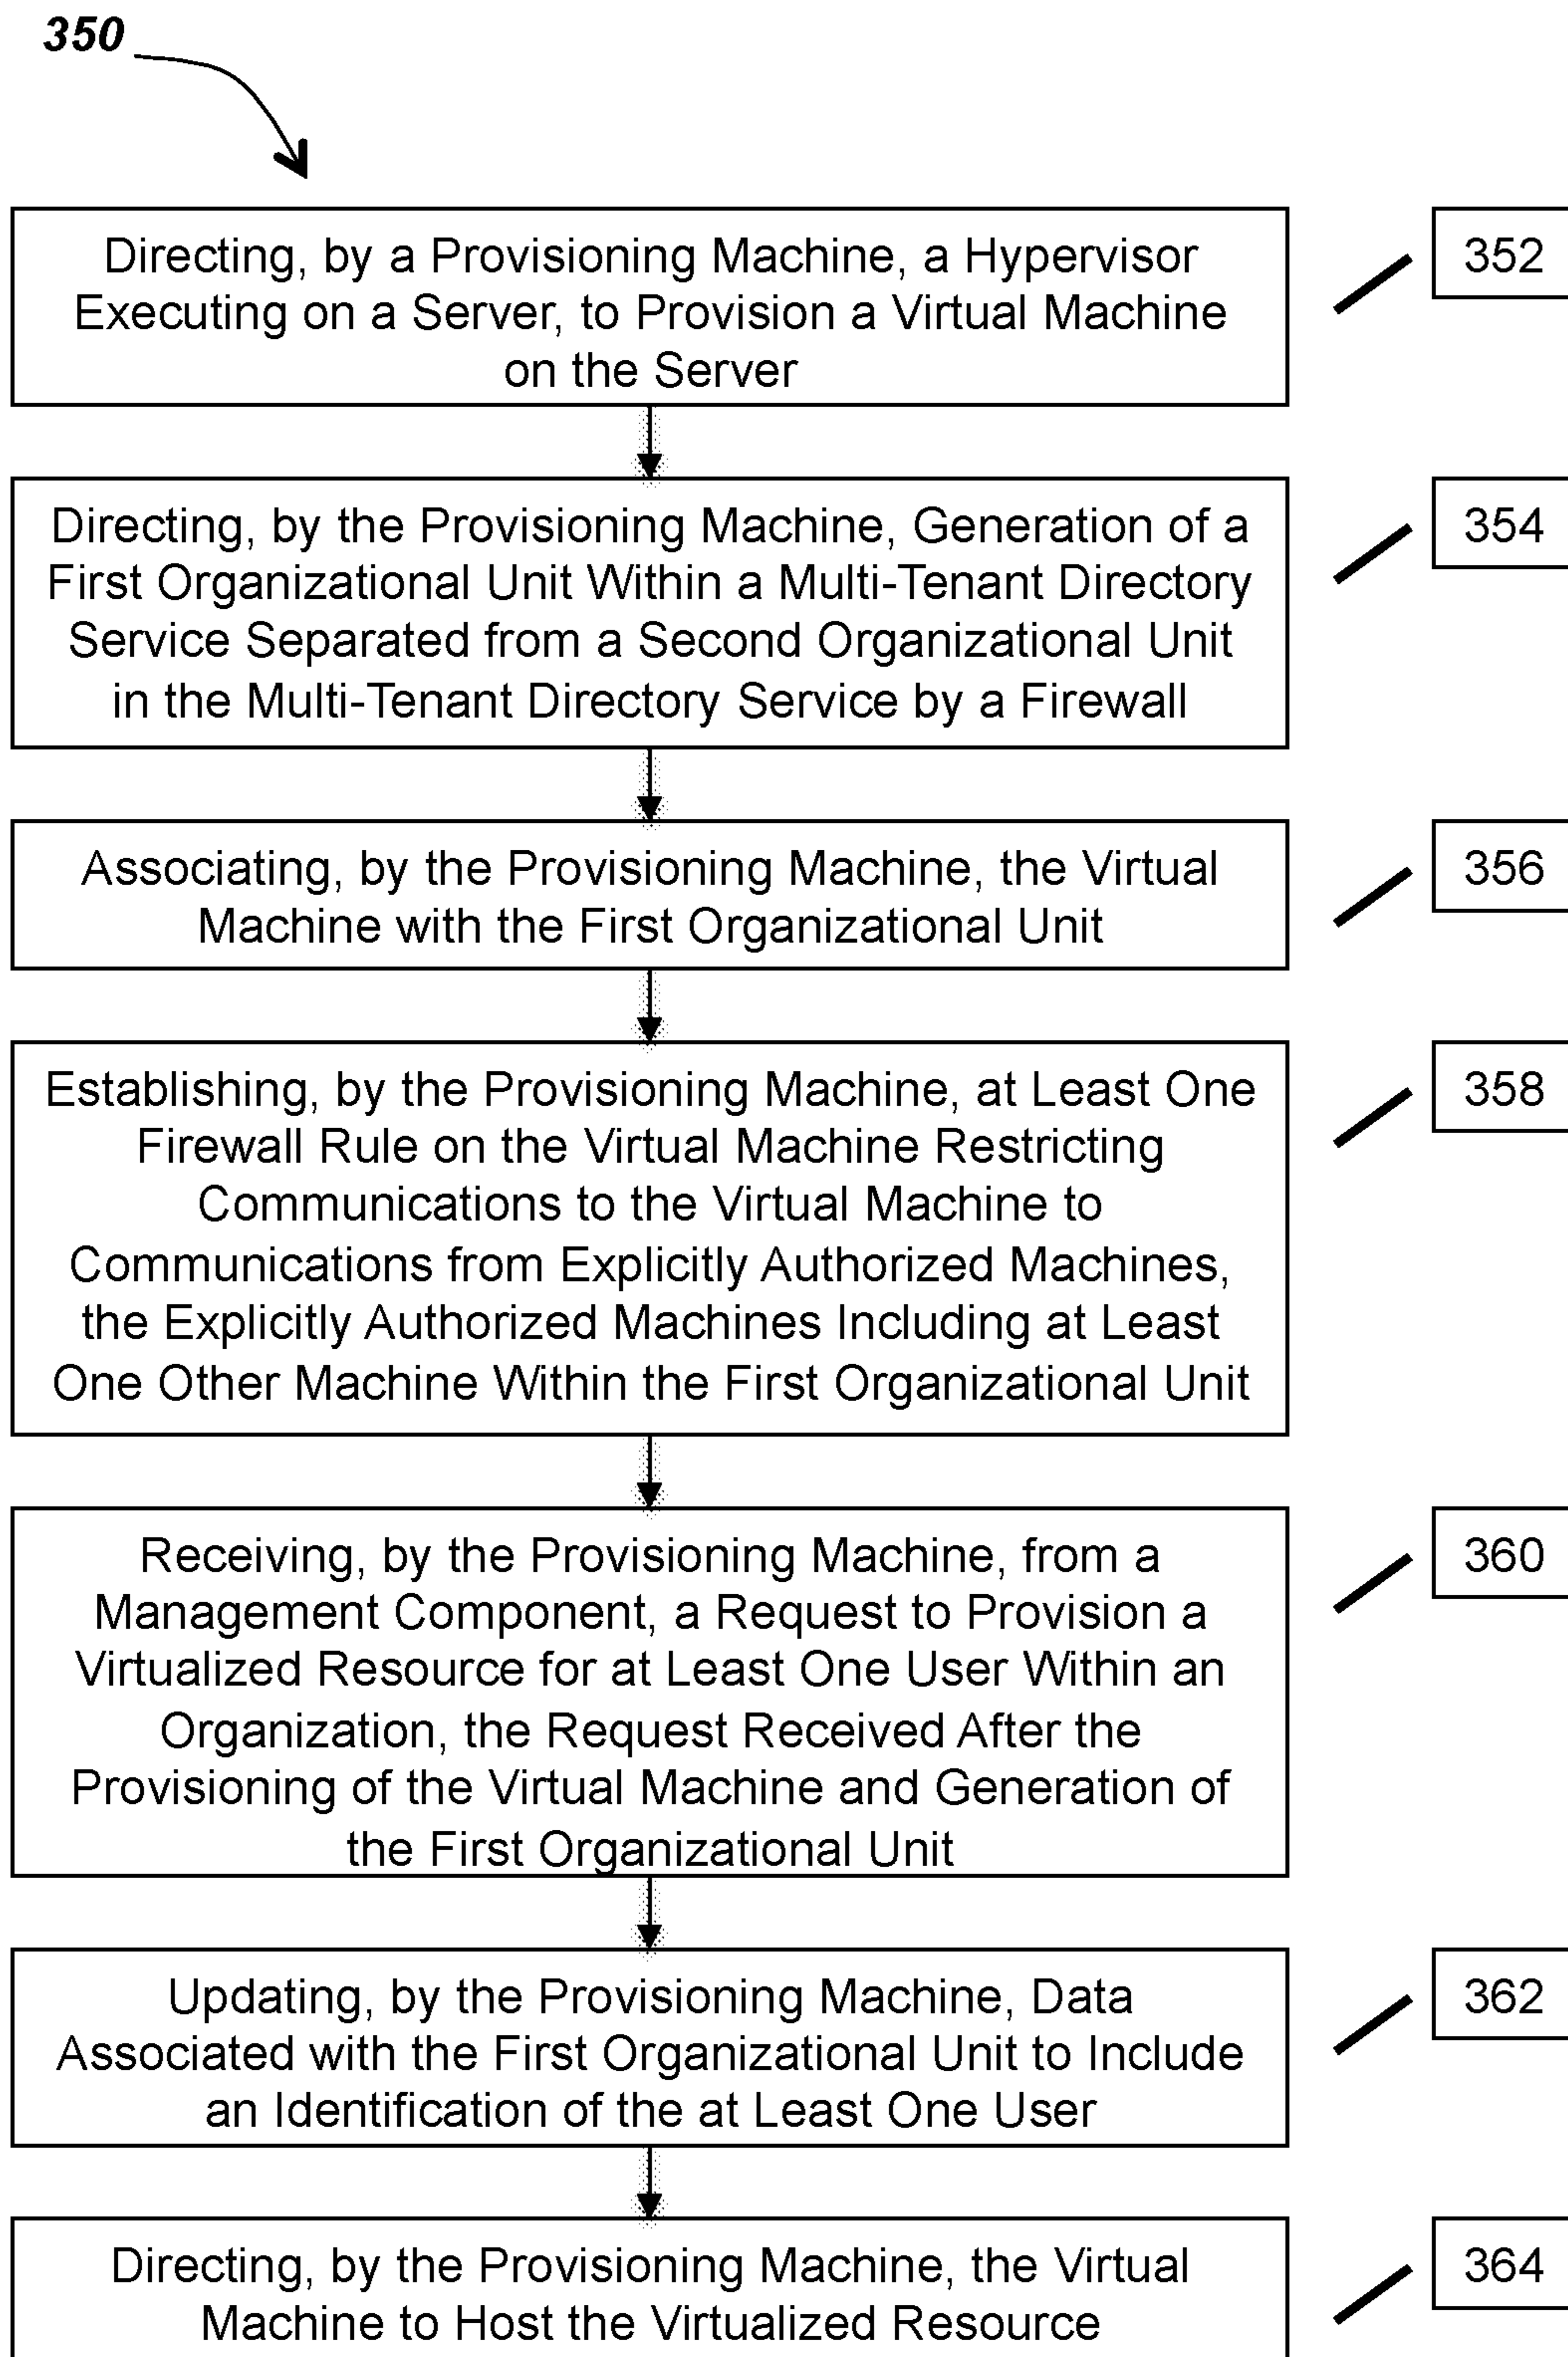 350
Directing, by a Provisioning Machine, a Hypervisor
Executing on a Server, to Provision a Virtual Machine
on the Server
352
Directing, by the Provisioning Machine, Generation of a
First Organizational Unit Within a Multi-Tenant Directory
Service Separated from a Second Organizational Unit
in the Multi-Tenant Directory Service by a Firewall
354
Associating, by the Provisioning Machine, the Virtual
Machine with the First Organizational Unit
356
Establishing, by the Provisioning Machine, at Least One
Firewall Rule on the Virtual Machine Restricting
Communications to the Virtual Machine to
Communications from Explicitly Authorized Machines,
the Explicitly Authorized Machines Including at Least
One Other Machine Within the First Organizational Unit
358
Receiving, by the Provisioning Machine, from a
Management Component, a Request to Provision a
Virtualized Resource for at Least One User Within an
Organization, the Request Received After the
Provisioning of the Virtual Machine and Generation of
the First Organizational Unit
360
Updating, by the Provisioning Machine, Data
Associated with the First Organizational Unit to Include
an Identification of the at Least One User
362
Directing, by the Provisioning Machine, the Virtual
Machine to Host the Virtualized Resource
364